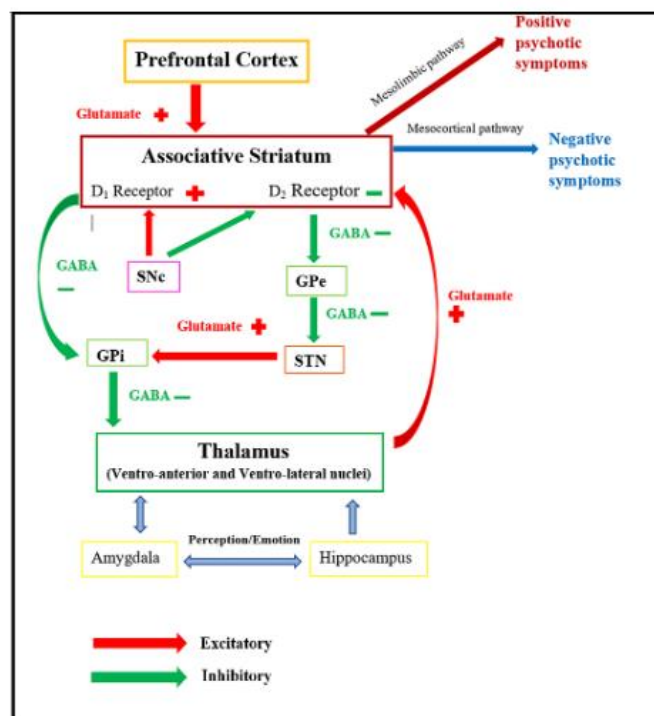 Positive
psychotic
symptoms
Prefrontal Cortex
Mesolimbic pathway
Glutamate +
Mesocortical pathway
Associative Striatum
Negative
psychotic
symptoms
D₁ Receptor +
D₂ Receptor –
GABA –
GABA –
SNc
GPe
Glutamate
+
Glutamate +
GABA –
GPi
STN
GABA –
Thalamus
(Ventro-anterior and Ventro-lateral nuclei)
Perception/Emotion
Amygdala
Hippocampus
Excitatory
Inhibitory